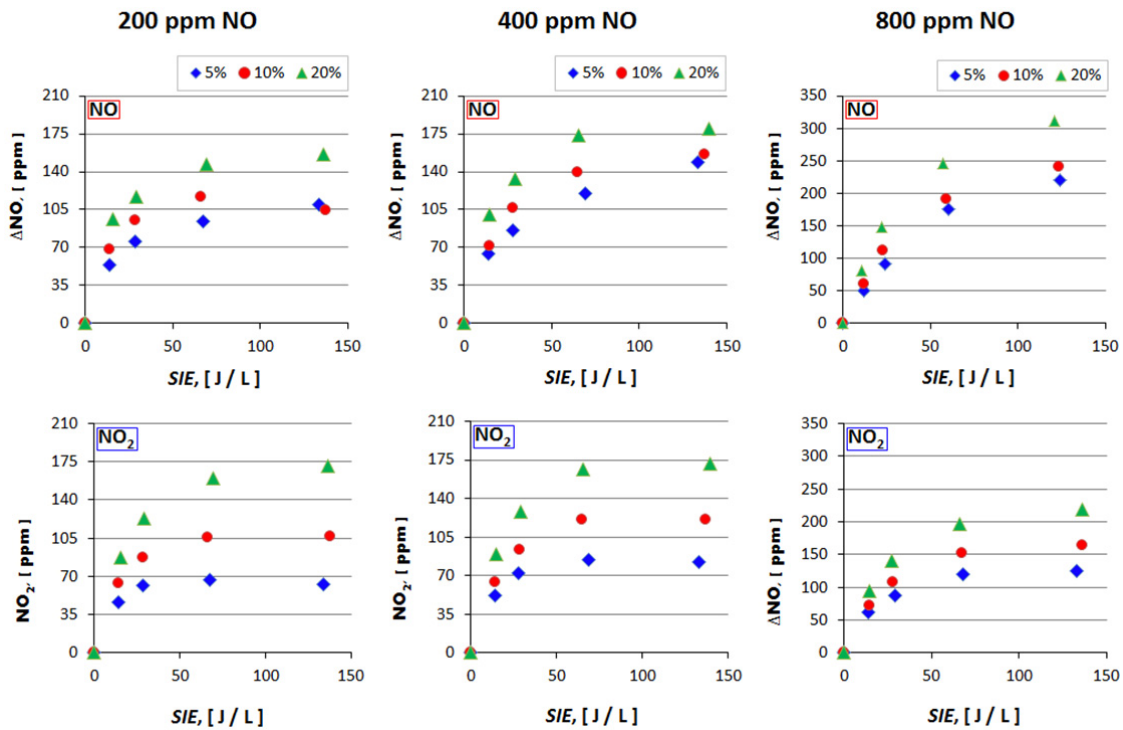 200 ppm NO
400 ppm NO
800 ppm NO
5% 10% 20%
NO
ΔNO, [ ppm ]
210
175
140
105
70
35
0
0 50 100 150
SIE, [ J / L ]
5% 10% 20%
NO
ΔNO, [ ppm ]
210
175
140
105
70
35
0
0 50 100 150
SIE, [ J / L ]
5% 10% 20%
NO
ΔNO, [ ppm ]
350
300
250
200
150
100
50
0
0 50 100 150
SIE, [ J / L ]
NO₂
NO₂, [ ppm ]
210
175
140
105
70
35
0
0 50 100 150
SIE, [ J / L ]
NO₂
NO₂, [ ppm ]
210
175
140
105
70
35
0
0 50 100 150
SIE, [ J / L ]
NO₂
ΔNO, [ ppm ]
350
300
250
200
150
100
50
0
0 50 100 150
SIE, [ J / L ]